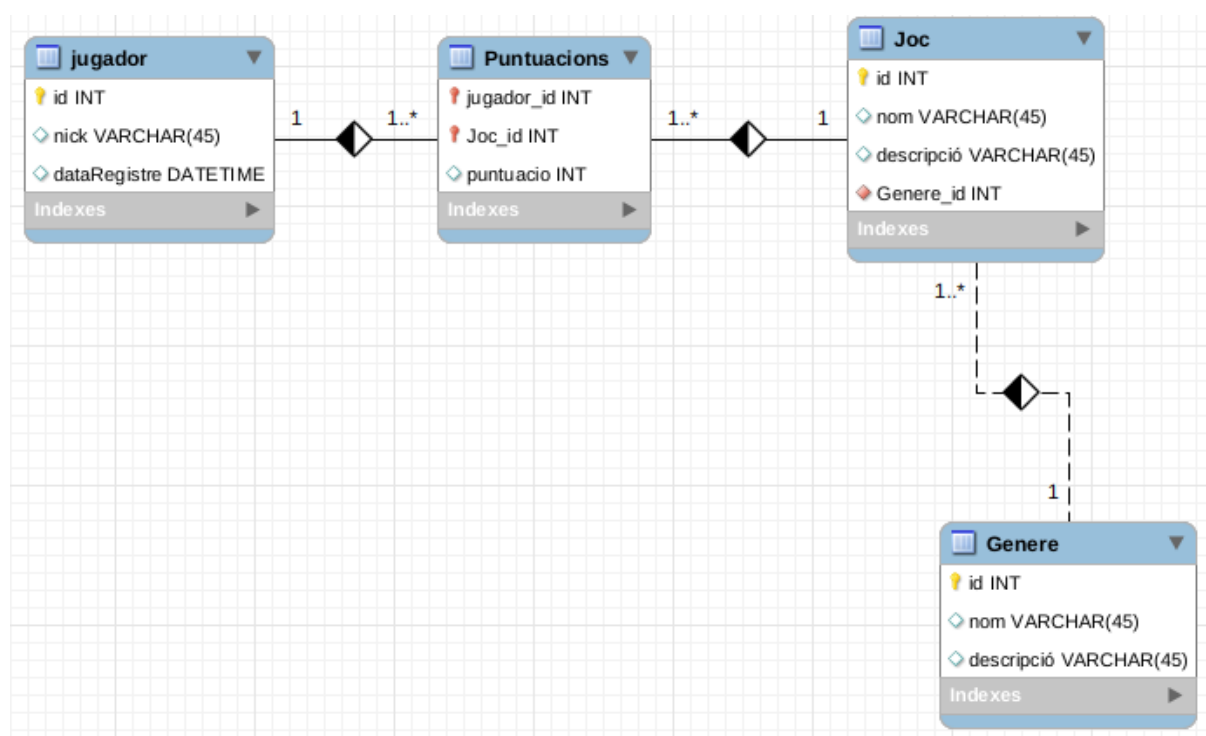 jugador
id INT
nick VARCHAR(45)
dataRegistre DATETIME
Indexes
1
1..*
Puntuacions
jugador_id INT
Joc_id INT
puntuacio INT
Indexes
1..*
1
Joc
id INT
nom VARCHAR(45)
descripció VARCHAR(45)
Genere_id INT
Indexes
1..*
1
Genere
id INT
nom VARCHAR(45)
descripció VARCHAR(45)
Indexes